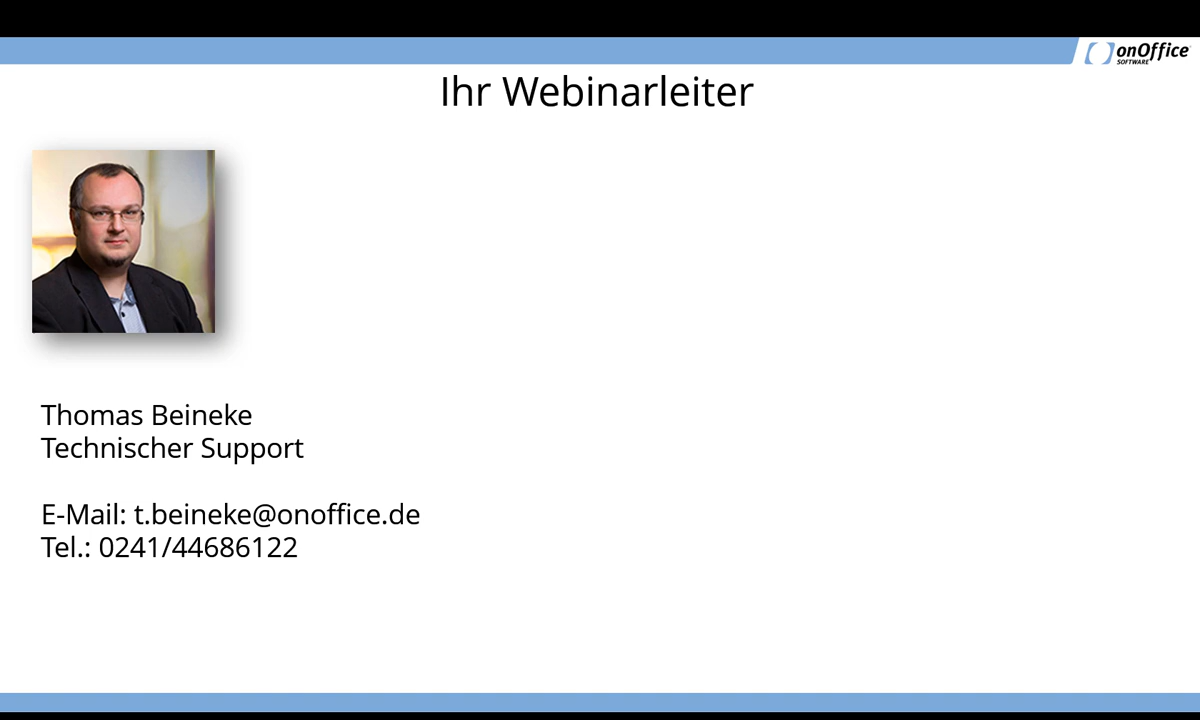 onOffice
SOFTWARE
Ihr Webinarleiter
Thomas Beineke
Technischer Support
E-Mail: t.beineke@onoffice.de
Tel.: 0241/44686122